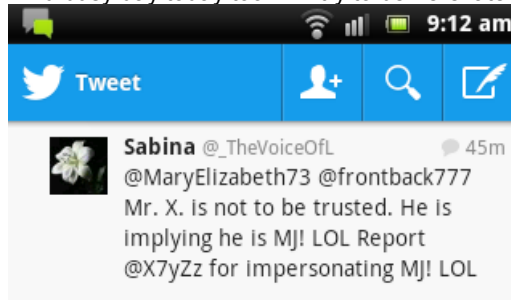 9:12 am
Tweet
Sabina @_TheVoiceOfL 45m
@MaryElizabeth73 @frontback777
Mr. X. is not to be trusted. He is
implying he is MJ! LOL Report
@X7yZz for impersonating MJ! LOL